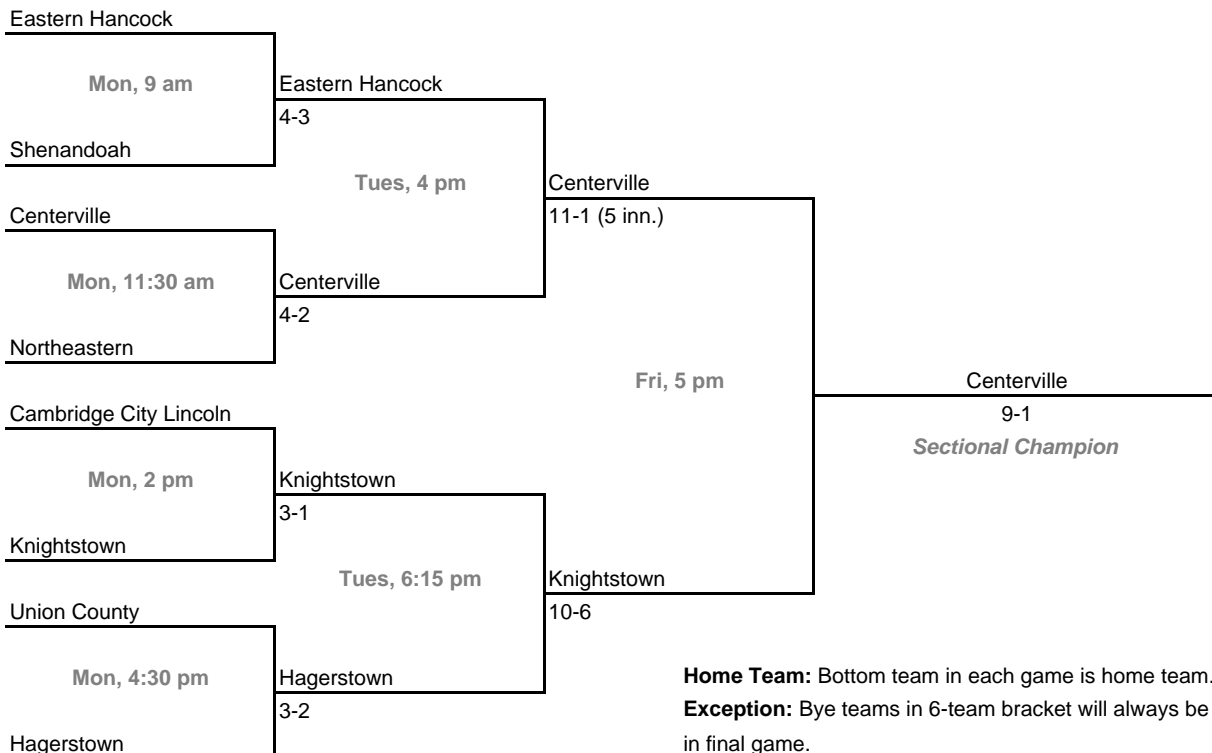 Eastern Hancock
Mon, 9 am
Eastern Hancock
4-3
Shenandoah
Tues, 4 pm
Centerville
11-1 (5 inn.)
Centerville
Mon, 11:30 am
Centerville
4-2
Northeastern
Fri, 5 pm
Centerville
9-1
Sectional Champion
Cambridge City Lincoln
Mon, 2 pm
Knightstown
3-1
Knightstown
Tues, 6:15 pm
Knightstown
10-6
Union County
Mon, 4:30 pm
Hagerstown
3-2
Hagerstown
Home Team: Bottom team in each game is home team.
Exception: Bye teams in 6-team bracket will always be
in final game.